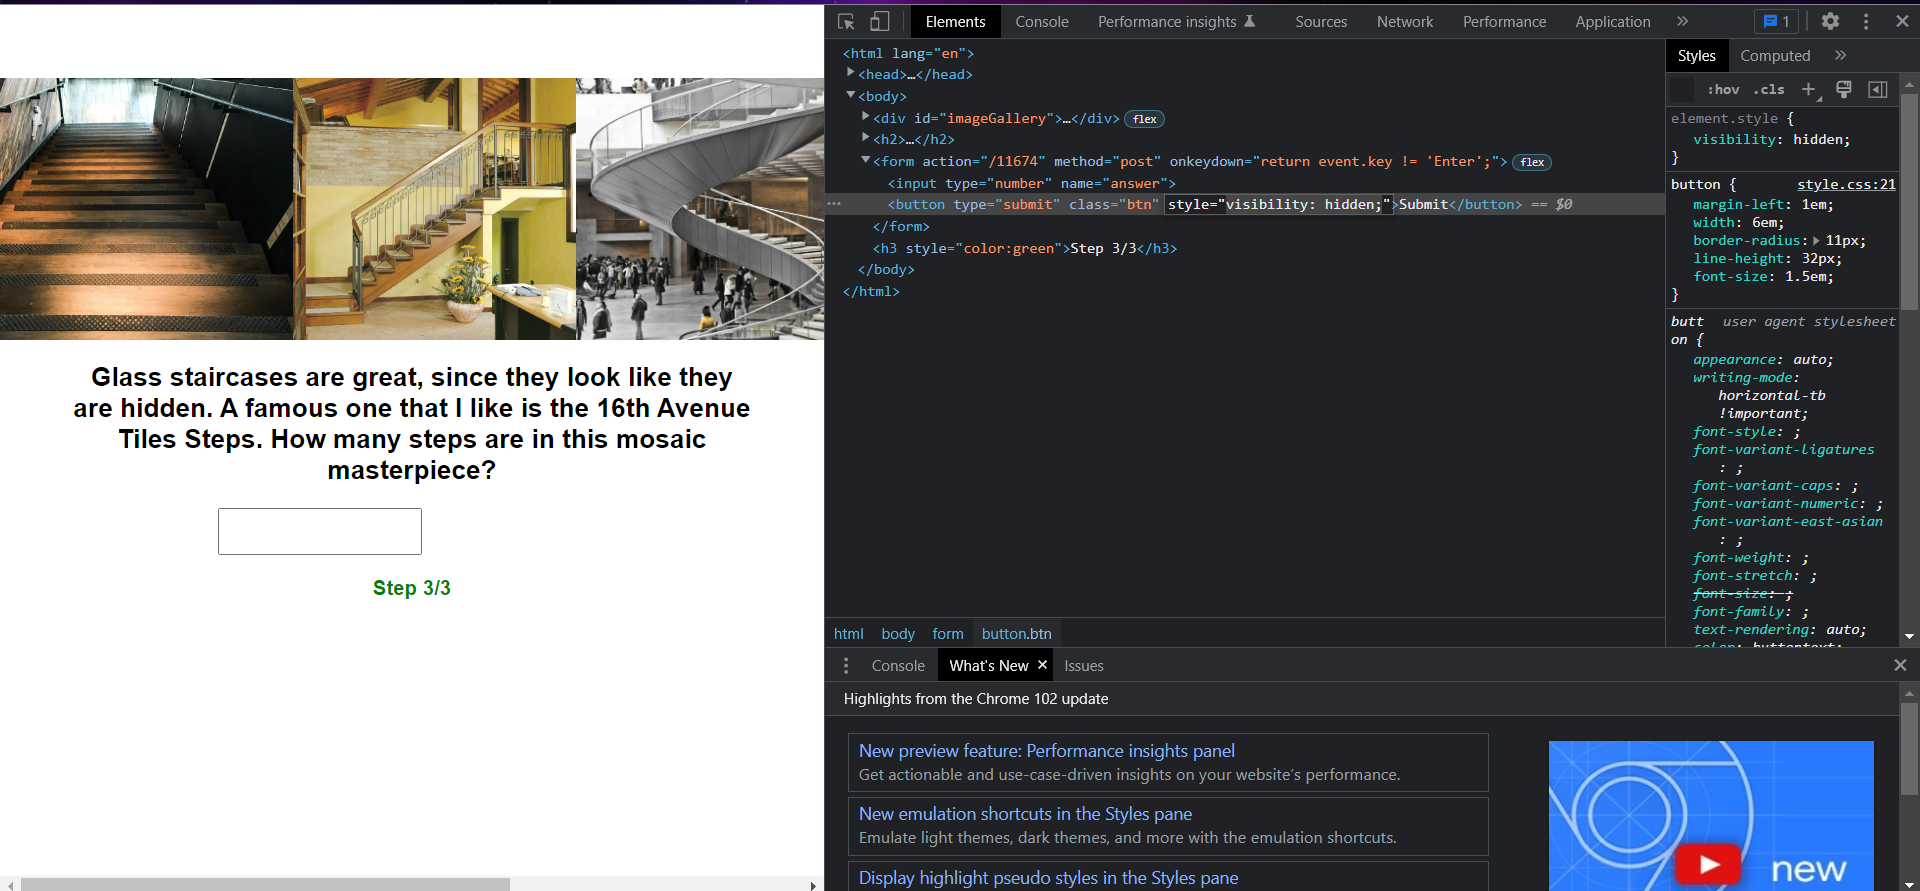 Glass staircases are great, since they look like they
are hidden. A famous one that I like is the 16th Avenue
Tiles Steps. How many steps are in this mosaic
masterpiece?
Step 3/3
Elements Console Performance insights Sources Network Performance Application » 1
<html lang="en">
<head>…</head>
<body>
<div id="imageGallery">…</div> flex
<h2>…</h2>
<form action="/11674" method="post" onkeydown="return event.key != 'Enter';"> flex
<input type="number" name="answer">
… <button type="submit" class="btn" style="visibility: hidden;">Submit</button> == $0
</form>
<h3 style="color:green">Step 3/3</h3>
</body>
</html>
html body form button.btn
Styles Computed »
:hov .cls +
element.style {
visibility: hidden;
}
button { style.css:21
margin-left: 1em;
width: 6em;
border-radius: 11px;
line-height: 32px;
font-size: 1.5em;
}
butt user agent stylesheet
on {
appearance: auto;
writing-mode:
horizontal-tb
!important;
font-style: ;
font-variant-ligatures
: ;
font-variant-caps: ;
font-variant-numeric: ;
font-variant-east-asian
: ;
font-weight: ;
font-stretch: ;
font-size: ;
font-family: ;
text-rendering: auto;
color: buttontext;
Console What's New × Issues
Highlights from the Chrome 102 update
New preview feature: Performance insights panel
Get actionable and use-case-driven insights on your website's performance.
New emulation shortcuts in the Styles pane
Emulate light themes, dark themes, and more with the emulation shortcuts.
Display highlight pseudo styles in the Styles pane
new